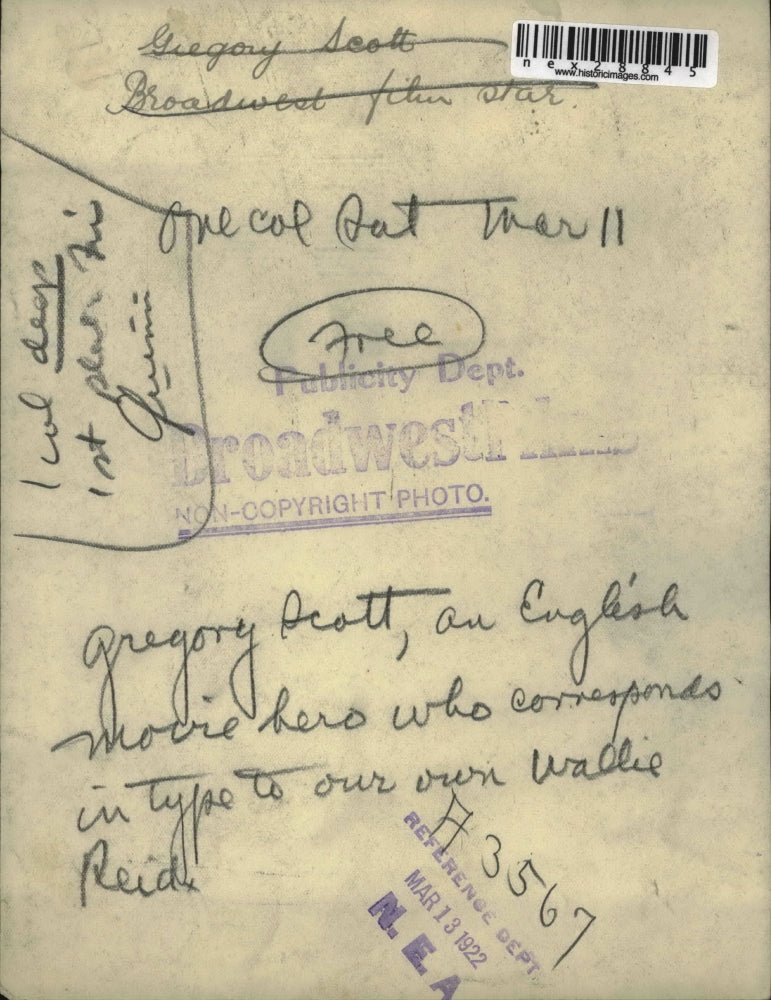 Gregory Scott
Broadwest film star.
nex28845
www.historicimages.com
One col Sat Mar 11
1 col deep
1st
Free
Publicity Dept.
Broadwest Films
NON-COPYRIGHT PHOTO.
Gregory Scott, an English
movie hero who corresponds
in type to our own Wallie
Reid.
A3567
REFERENCE DEPT.
MAR 13 1922
N. E. A